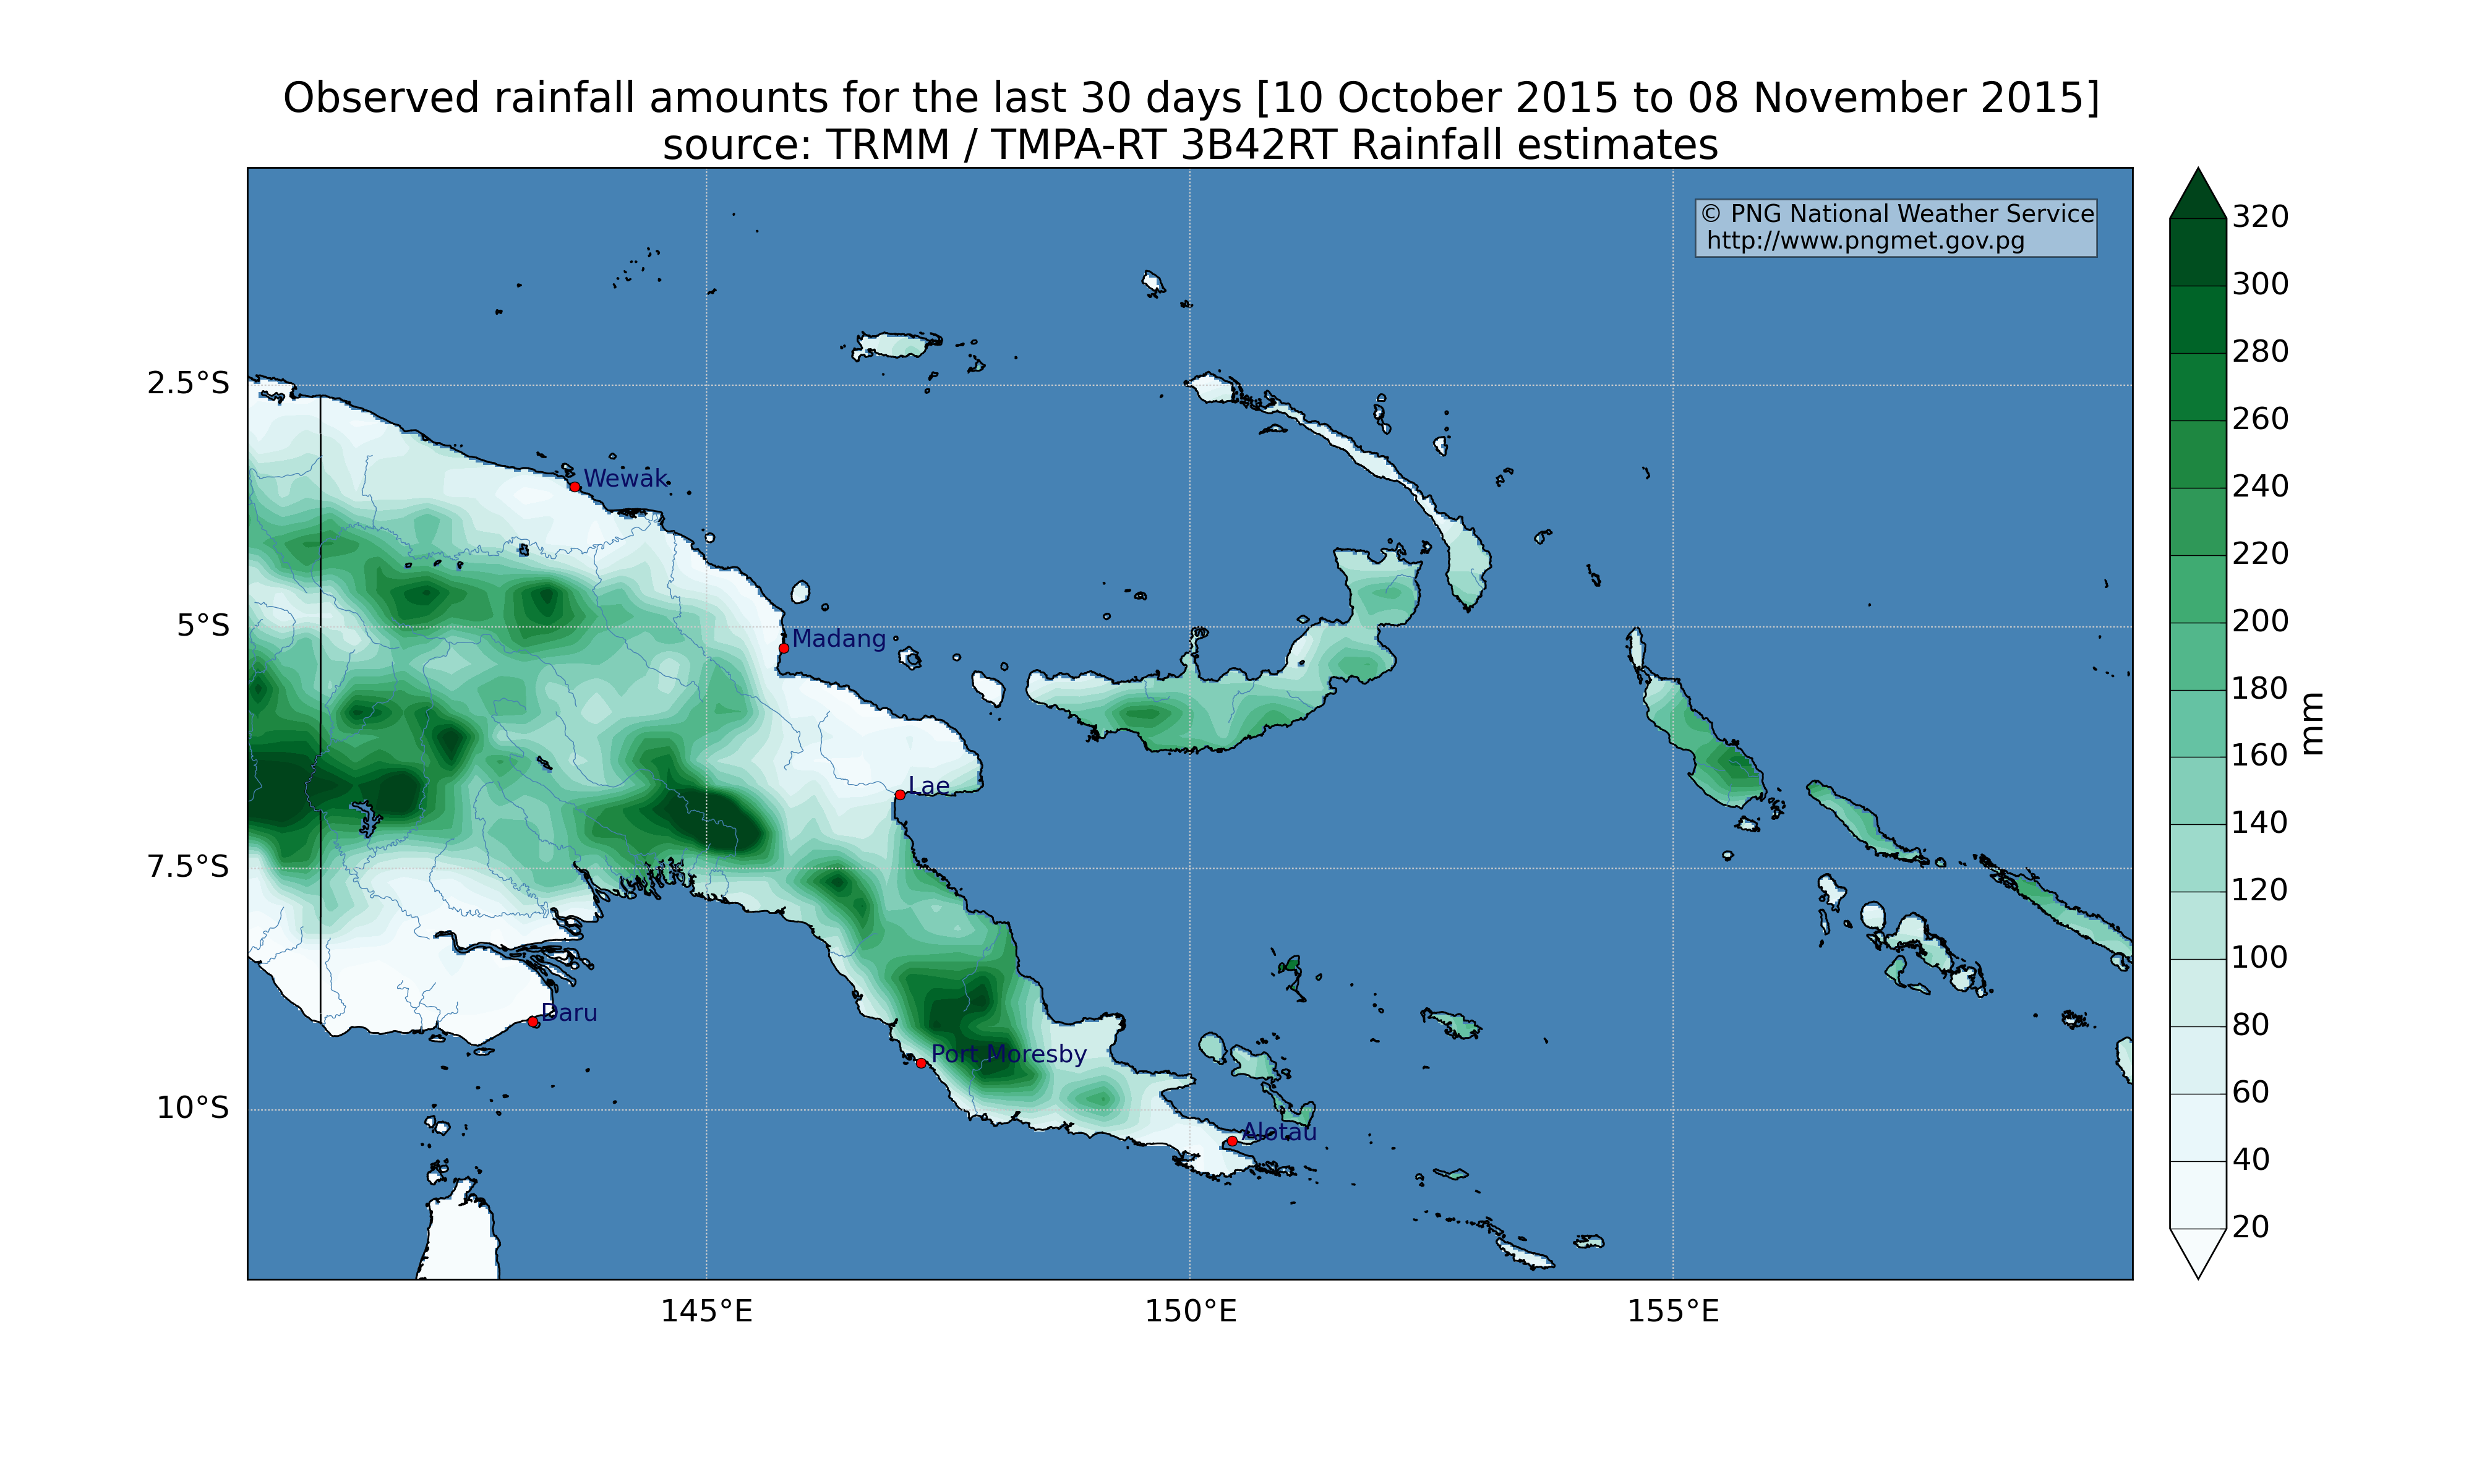 Observed rainfall amounts for the last 30 days [10 October 2015 to 08 November 2015]
source: TRMM / TMPA-RT 3B42RT Rainfall estimates
© PNG National Weather Service
http://www.pngmet.gov.pg
320
300
280
260
240
220
200
180
160
140
120
100
80
60
40
20
mm
2.5°S
5°S
7.5°S
10°S
Wewak
Madang
Lae
Daru
Port Moresby
Alotau
145°E
150°E
155°E